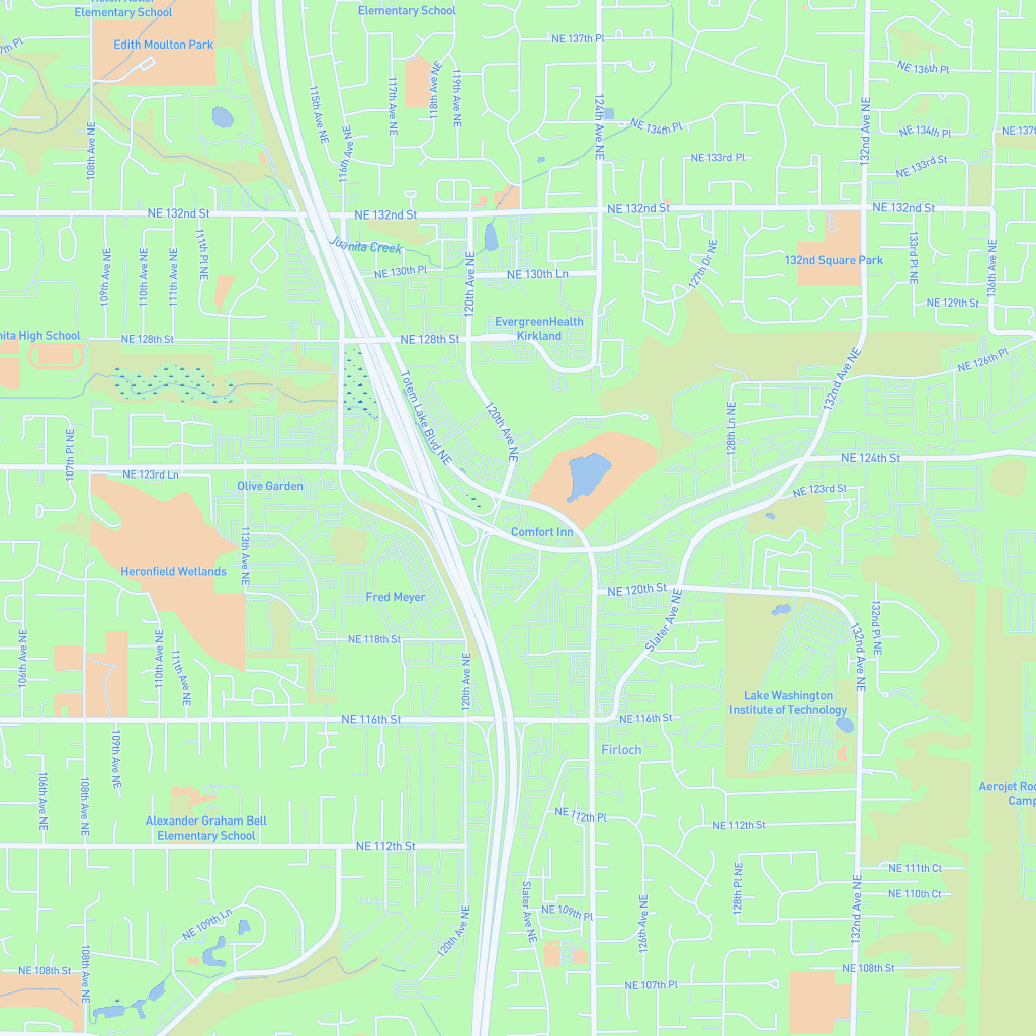 Elementary School
Elementary School
Edith Moulton Park
7th Pl
NE 137th Pl
NE 136th Pl
115th Ave NE
116th Ave NE
117th Ave NE
118th Ave NE
119th Ave NE
124th Ave NE
NE 134th Pl
132nd Ave NE
NE 134th Pl
NE 137t
108th Ave NE
NE 133rd Pl
NE 133rd St
NE 132nd St
NE 132nd St
NE 132nd St
NE 132nd St
Juanita Creek
111th Pl NE
109th Ave NE
110th Ave NE
111th Ave NE
NE 130th Pl
120th Ave NE
NE 130th Ln
127th Dr NE
132nd Square Park
133rd Pl NE
136th Ave NE
NE 129th St
nita High School
NE 128th St
NE 128th St
EvergreenHealth
Kirkland
NE 126th Pl
Totem Lake Blvd NE
120th Ave NE
132nd Ave NE
128th Ln NE
107th Pl NE
NE 123rd Ln
NE 124th St
Olive Garden
NE 123rd St
113th Ave NE
Comfort Inn
Heronfield Wetlands
Fred Meyer
NE 120th St
Slater Ave NE
132nd Pl NE
132nd Ave NE
106th Ave NE
110th Ave NE
111th Ave NE
NE 118th St
120th Ave NE
Lake Washington
Institute of Technology
NE 116th St
NE 116th St
109th Ave NE
Firloch
106th Ave NE
108th Ave NE
Aerojet Roc
Camp
Alexander Graham Bell
Elementary School
NE 112th Pl
NE 112th St
NE 112th St
NE 111th Ct
128th Pl NE
NE 110th Ct
NE 109th Ln
120th Ave NE
Slater Ave NE
NE 109th Pl
126th Ave NE
132nd Ave NE
NE 108th St
108th Ave NE
NE 108th St
NE 107th Pl